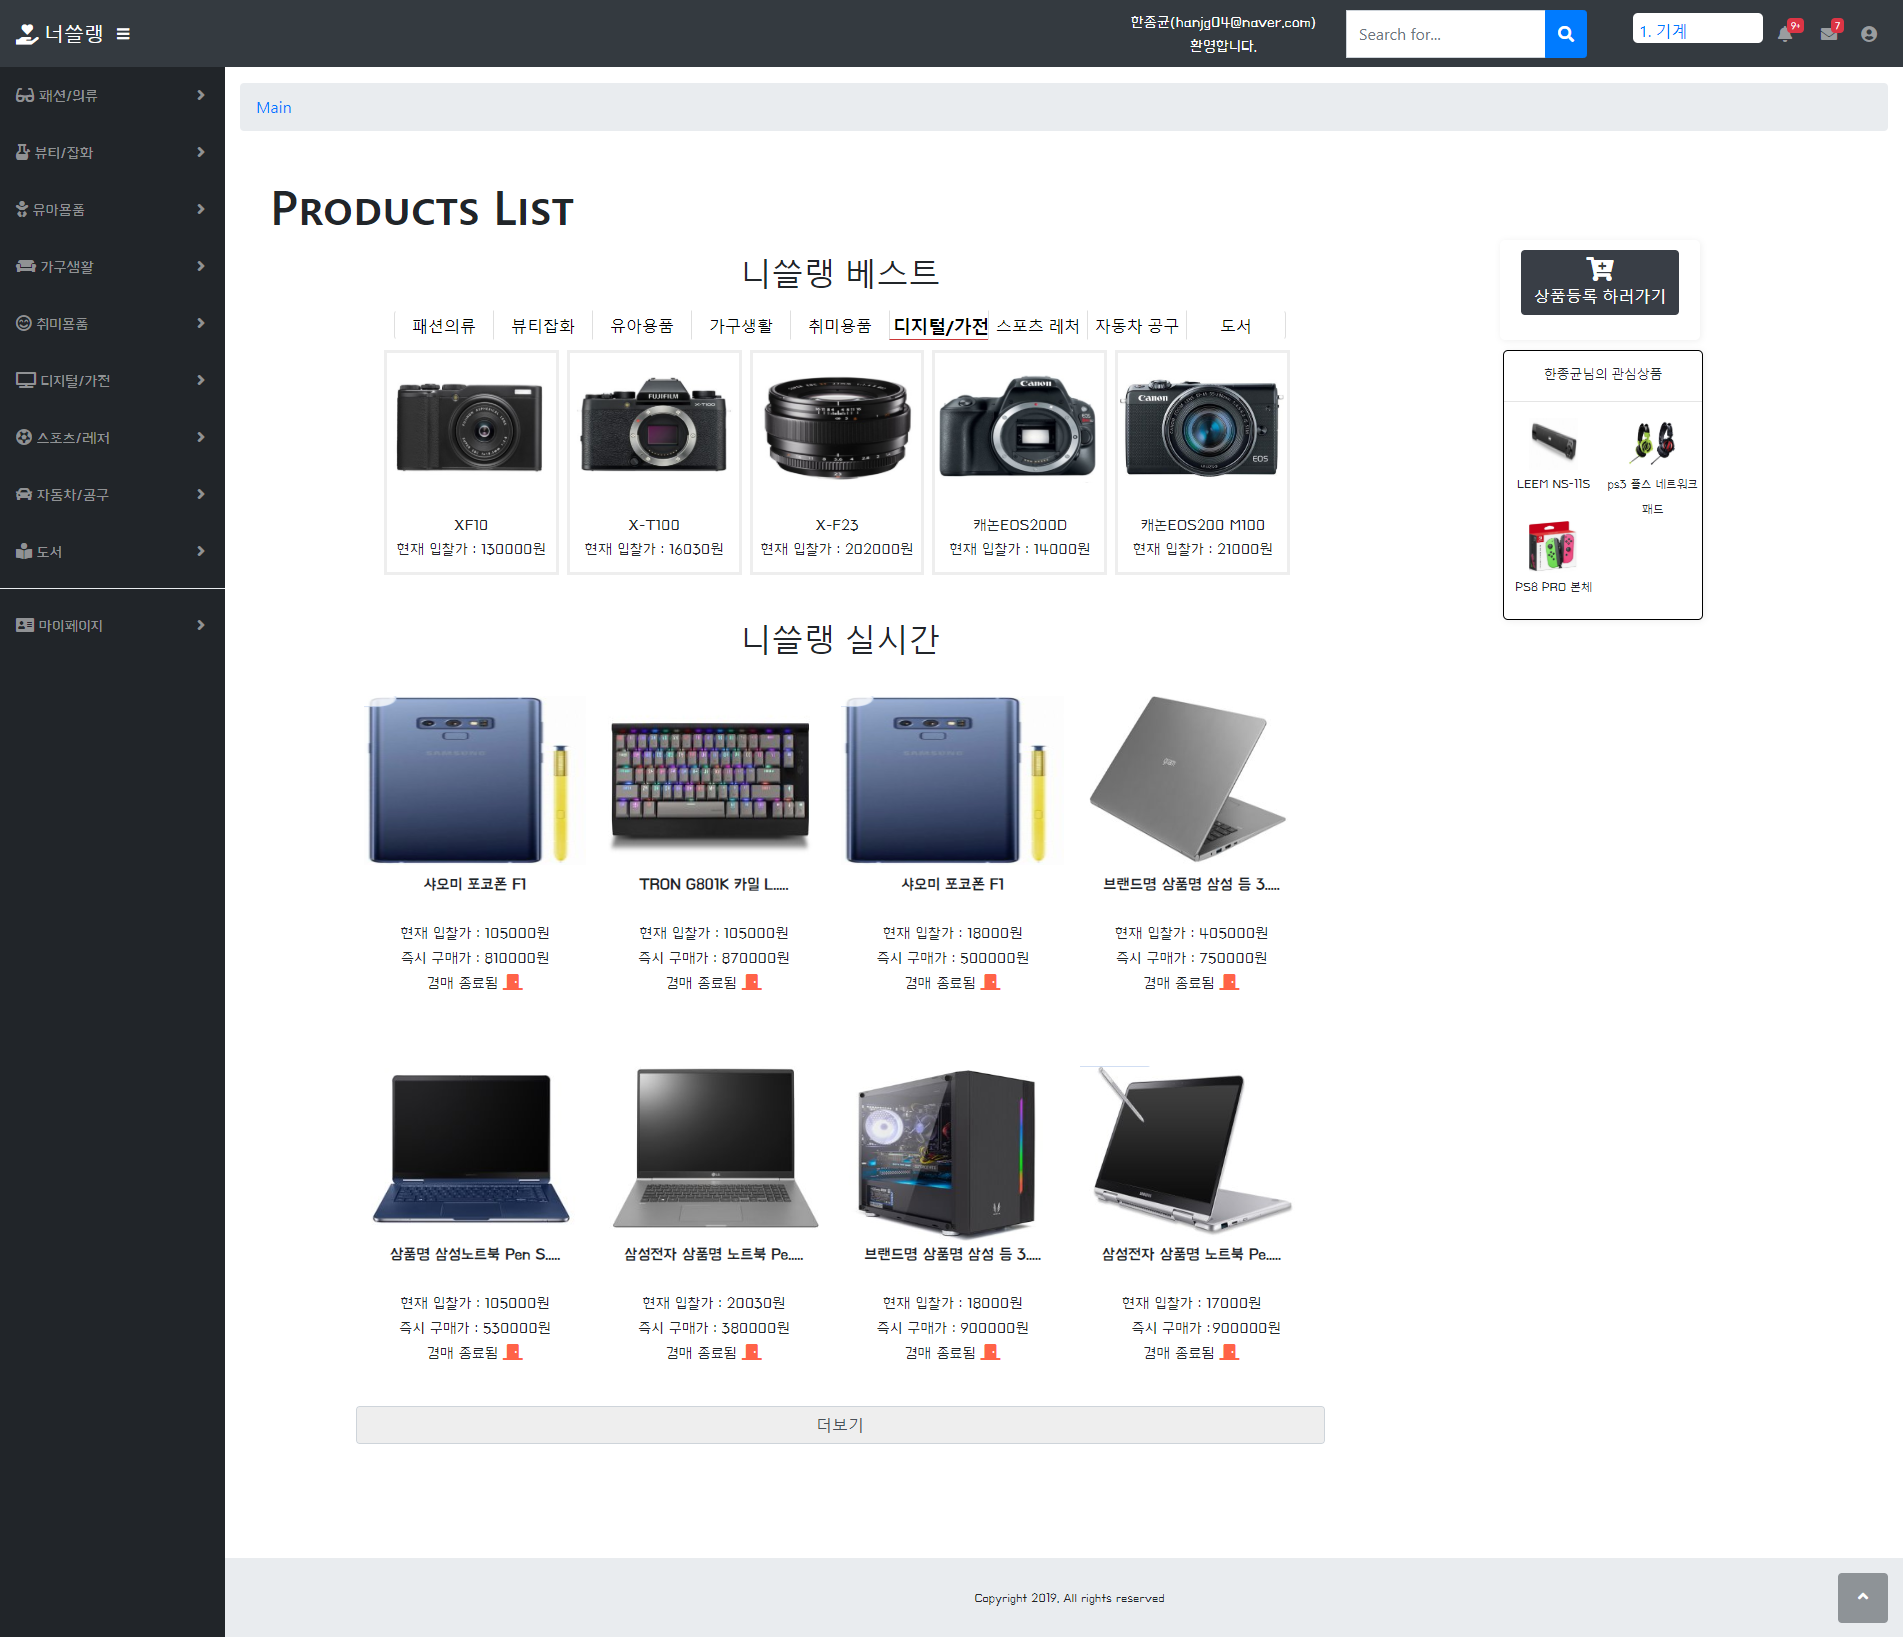 너쓸랭
한종균(hanjg04@naver.com)
환영합니다.
Search for...
1. 기계
9+
7
패션/의류
뷰티/잡화
유아용품
가구생활
취미용품
디지털/가전
스포츠/레저
자동차/공구
도서
마이페이지
Main
Products List
니쓸랭 베스트
패션의류 뷰티잡화 유아용품 가구생활 취미용품 디지털/가전 스포츠 레처 자동차 공구 도서
FUJIFILM
X-T100
Canon
Canon
EOS
XF10 X-T100 X-F23 캐논EOS200D 캐논EOS200 M100
현재 입찰가 : 130000원 현재 입찰가 : 16030원 현재 입찰가 : 202000원 현재 입찰가 : 14000원 현재 입찰가 : 21000원
상품등록 하러가기
한종균님의 관심상품
LEEM NS-11S
ps3 플스 네트워크
패드
PS8 PRO 본체
니쓸랭 실시간
SAMSUNG
SAMSUNG
gram
샤오미 포코폰 F1 TRON G801K 카일 L..... 샤오미 포코폰 F1 브랜드명 상품명 삼성 등 3.....
현재 입찰가 : 105000원 현재 입찰가 : 105000원 현재 입찰가 : 18000원 현재 입찰가 : 405000원
즉시 구매가 : 810000원 즉시 구매가 : 870000원 즉시 구매가 : 500000원 즉시 구매가 : 750000원
경매 종료됨 경매 종료됨 경매 종료됨 경매 종료됨
LG
상품명 삼성노트북 Pen S..... 삼성전자 상품명 노트북 Pe..... 브랜드명 상품명 삼성 등 3..... 삼성전자 상품명 노트북 Pe.....
현재 입찰가 : 105000원 현재 입찰가 : 20030원 현재 입찰가 : 18000원 현재 입찰가 : 17000원
즉시 구매가 : 530000원 즉시 구매가 : 380000원 즉시 구매가 : 900000원 즉시 구매가 :900000원
경매 종료됨 경매 종료됨 경매 종료됨 경매 종료됨
더보기
Copyright 2019, All rights reserved